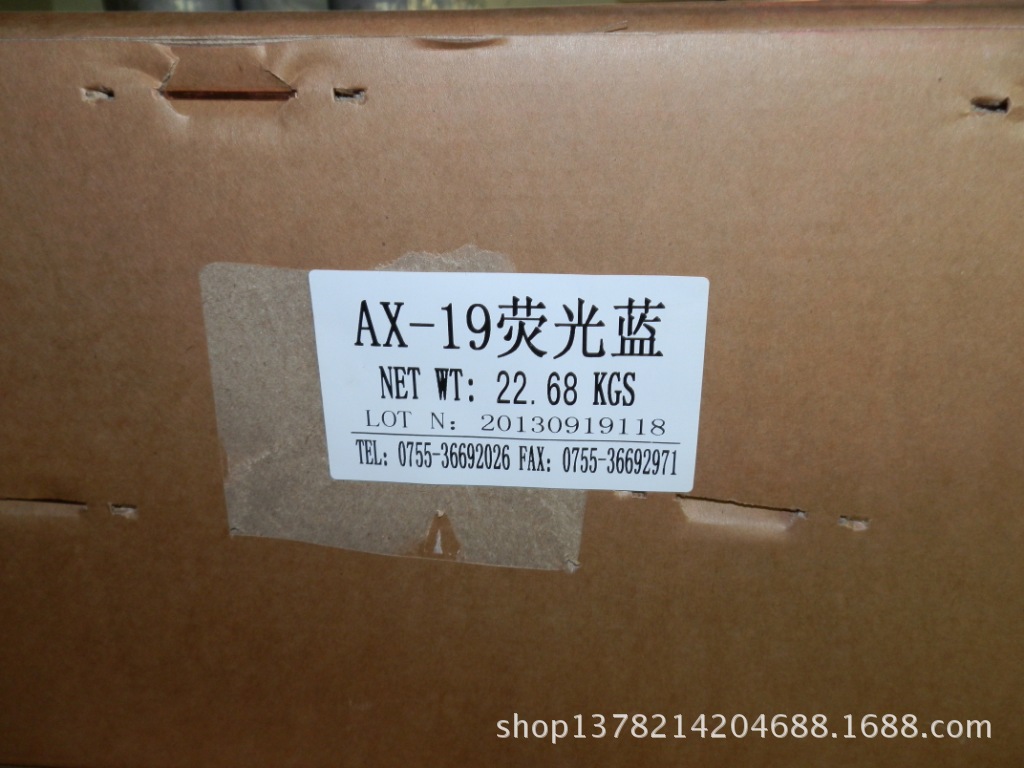 AX-19荧光蓝
NET WT: 22.68 KGS
LOT N: 20130919118
TEL: 0755-36692026 FAX: 0755-36692971
shop1378214204688.1688.com